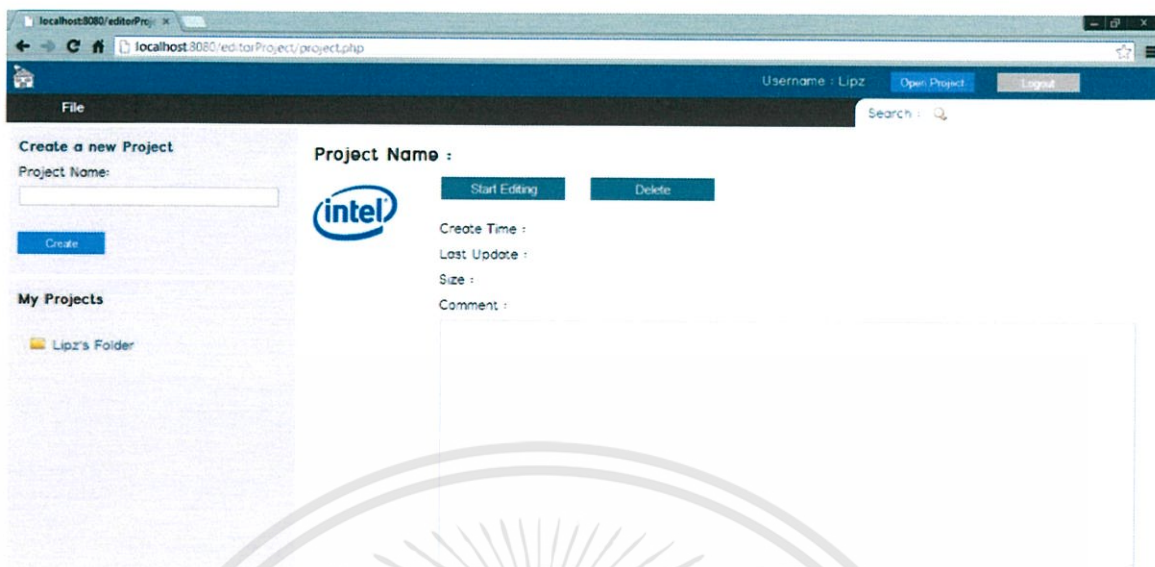 localhost:8080/editorProje
localhost:8080/editorProject/project.php
Username : Lipz
Open Project
Logout
File
Search :
Create a new Project
Project Name:
Create
My Projects
Lipz's Folder
Project Name :
intel
Start Editing
Delete
Create Time :
Last Update :
Size :
Comment :